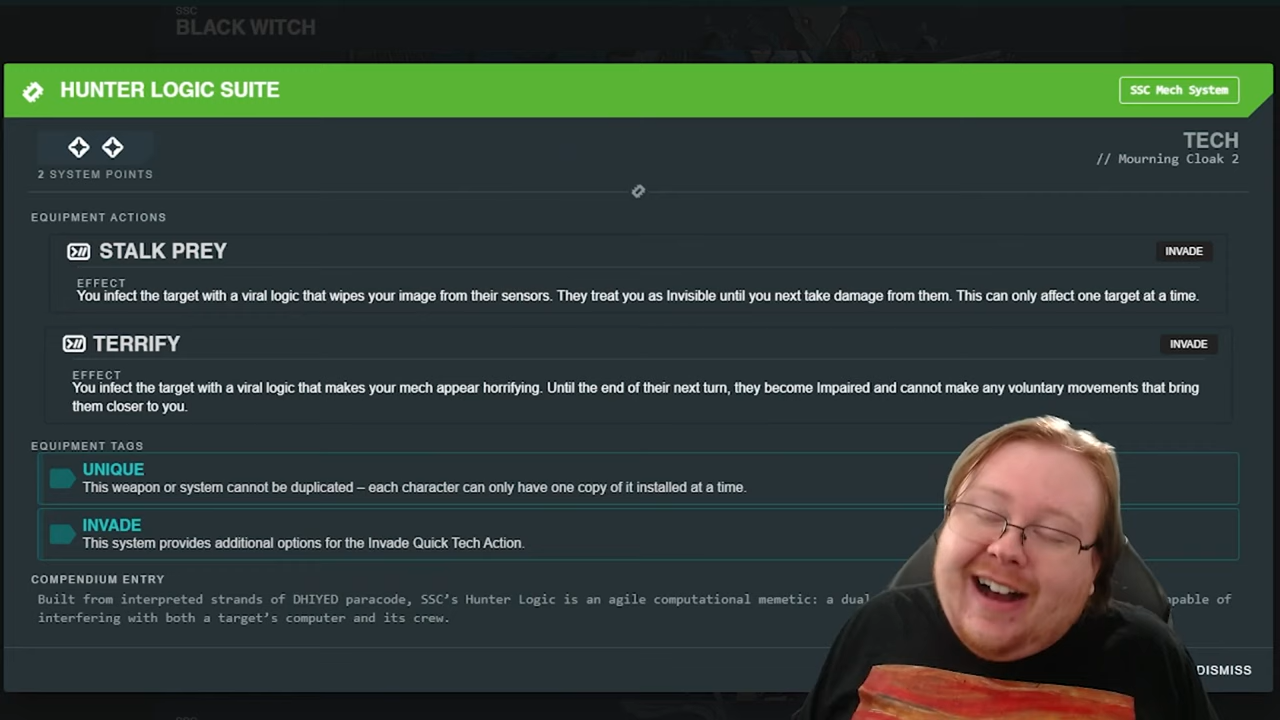 SSC
BLACK WITCH
HUNTER LOGIC SUITE
SSC Mech System
2 SYSTEM POINTS
TECH
// Mourning Cloak 2
EQUIPMENT ACTIONS
STALK PREY
INVADE
EFFECT
You infect the target with a viral logic that wipes your image from their sensors. They treat you as Invisible until you next take damage from them. This can only affect one target at a time.
TERRIFY
INVADE
EFFECT
You infect the target with a viral logic that makes your mech appear horrifying. Until the end of their next turn, they become Impaired and cannot make any voluntary movements that bring
them closer to you.
EQUIPMENT TAGS
UNIQUE
This weapon or system cannot be duplicated – each character can only have one copy of it installed at a time.
INVADE
This system provides additional options for the Invade Quick Tech Action.
COMPENDIUM ENTRY
Built from interpreted strands of DHIYED paracode, SSC's Hunter Logic is an agile computational memetic: a dual of
interfering with both a target's computer and its crew.
DISMISS